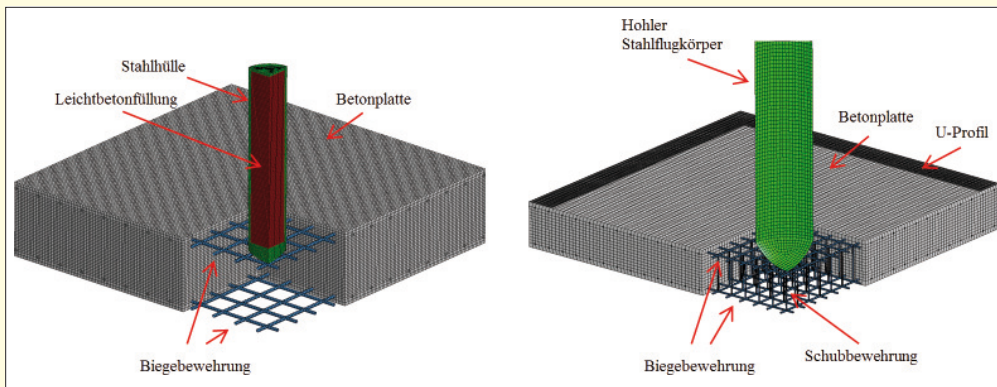 Stahlhülle
Leichtbetonfüllung
Betonplatte
Biegebewehrung
Hohler
Stahlflugkörper
Betonplatte
U-Profil
Biegebewehrung
Schubbewehrung